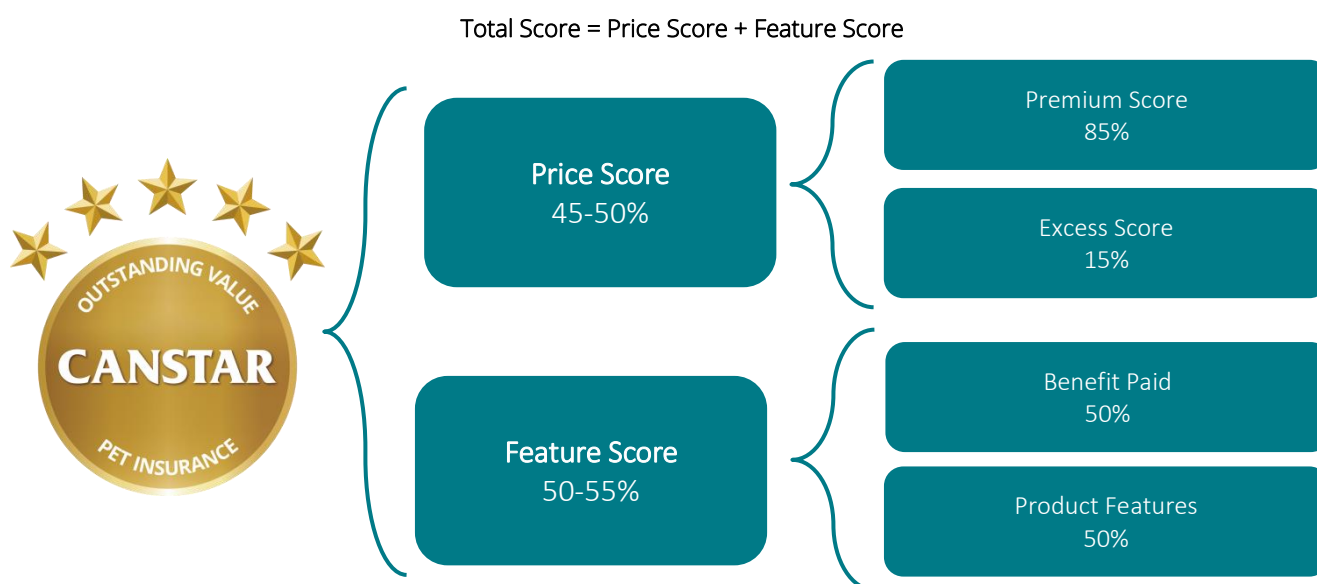 Total Score = Price Score + Feature Score
OUTSTANDING VALUE
CANSTAR
PET INSURANCE
Price Score
45-50%
Premium Score
85%
Excess Score
15%
Feature Score
50-55%
Benefit Paid
50%
Product Features
50%